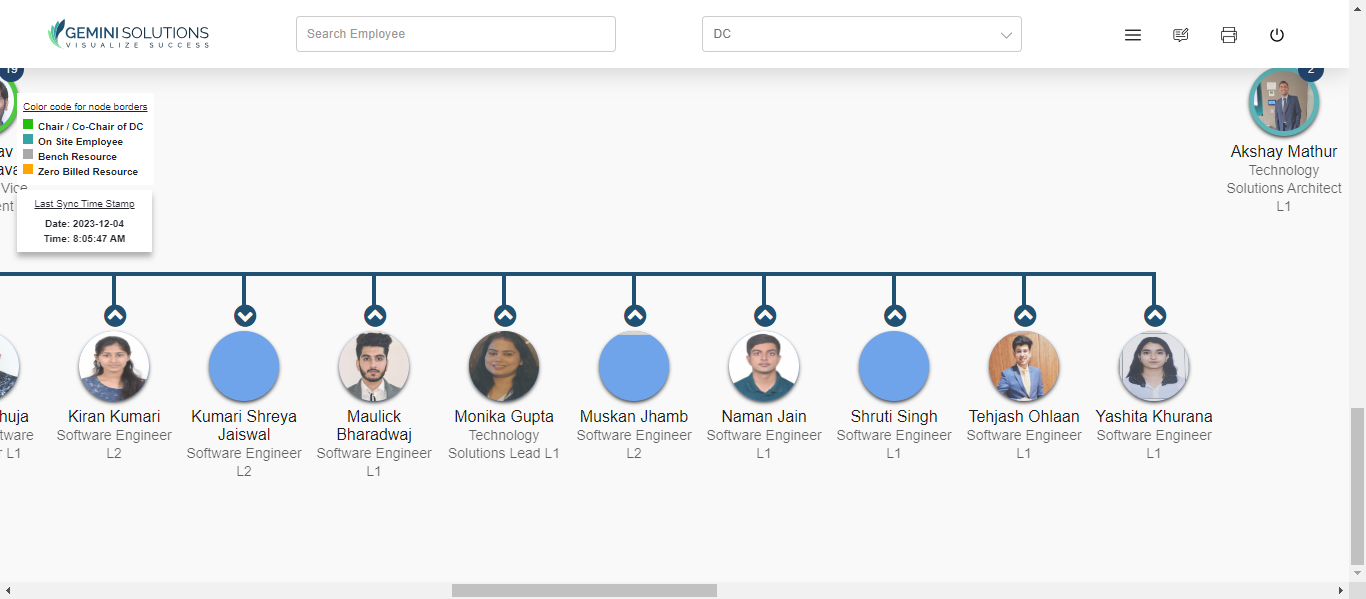 GEMINI SOLUTIONS
VISUALIZE SUCCESS
Search Employee
DC
19
2
Color code for node borders
Chair / Co-Chair of DC
On Site Employee
Bench Resource
Zero Billed Resource
Last Sync Time Stamp
Date: 2023-12-04
Time: 8:05:47 AM
av
ava
Vice
ent
Akshay Mathur
Technology
Solutions Architect
L1
huja
tware
r L1
Kiran Kumari
Software Engineer
L2
Kumari Shreya
Jaiswal
Software Engineer
L2
Maulick
Bharadwaj
Software Engineer
L1
Monika Gupta
Technology
Solutions Lead L1
Muskan Jhamb
Software Engineer
L2
Naman Jain
Software Engineer
L1
Shruti Singh
Software Engineer
L1
Tehjash Ohlaan
Software Engineer
L1
Yashita Khurana
Software Engineer
L1